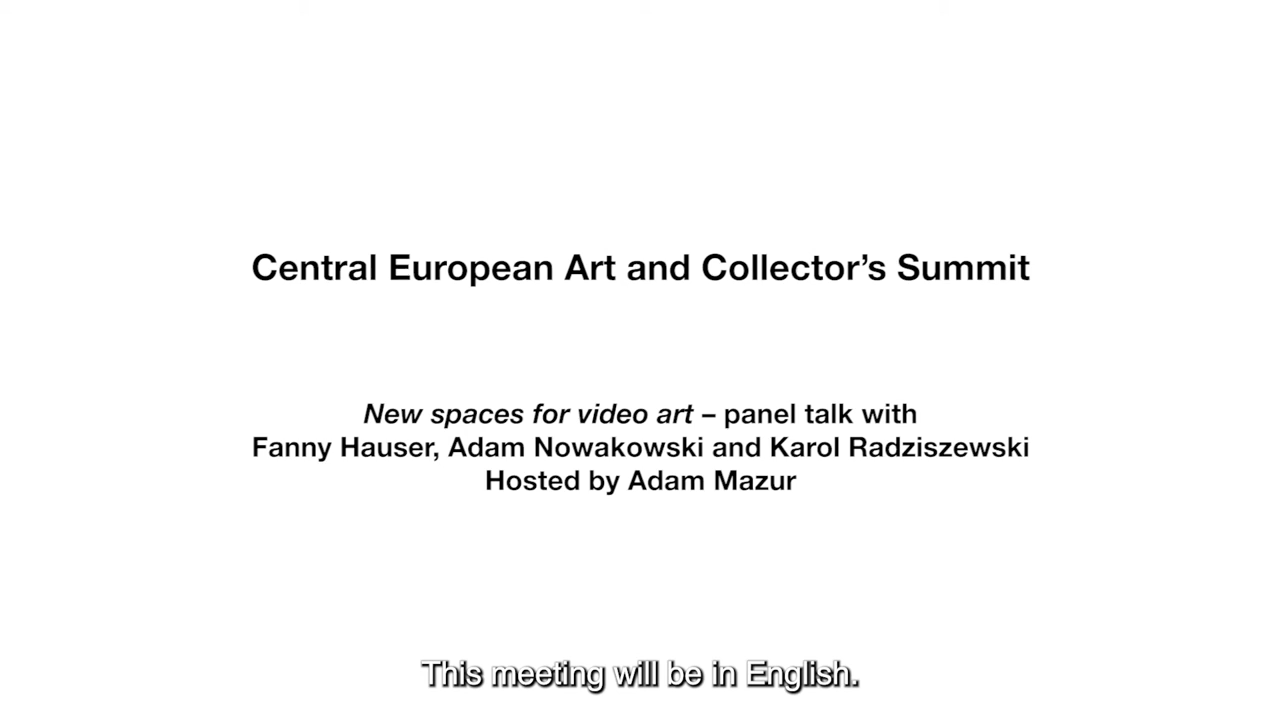 Central European Art and Collector’s Summit
New spaces for video art – panel talk with
Fanny Hauser, Adam Nowakowski and Karol Radziszewski
Hosted by Adam Mazur
This meeting will be in English.